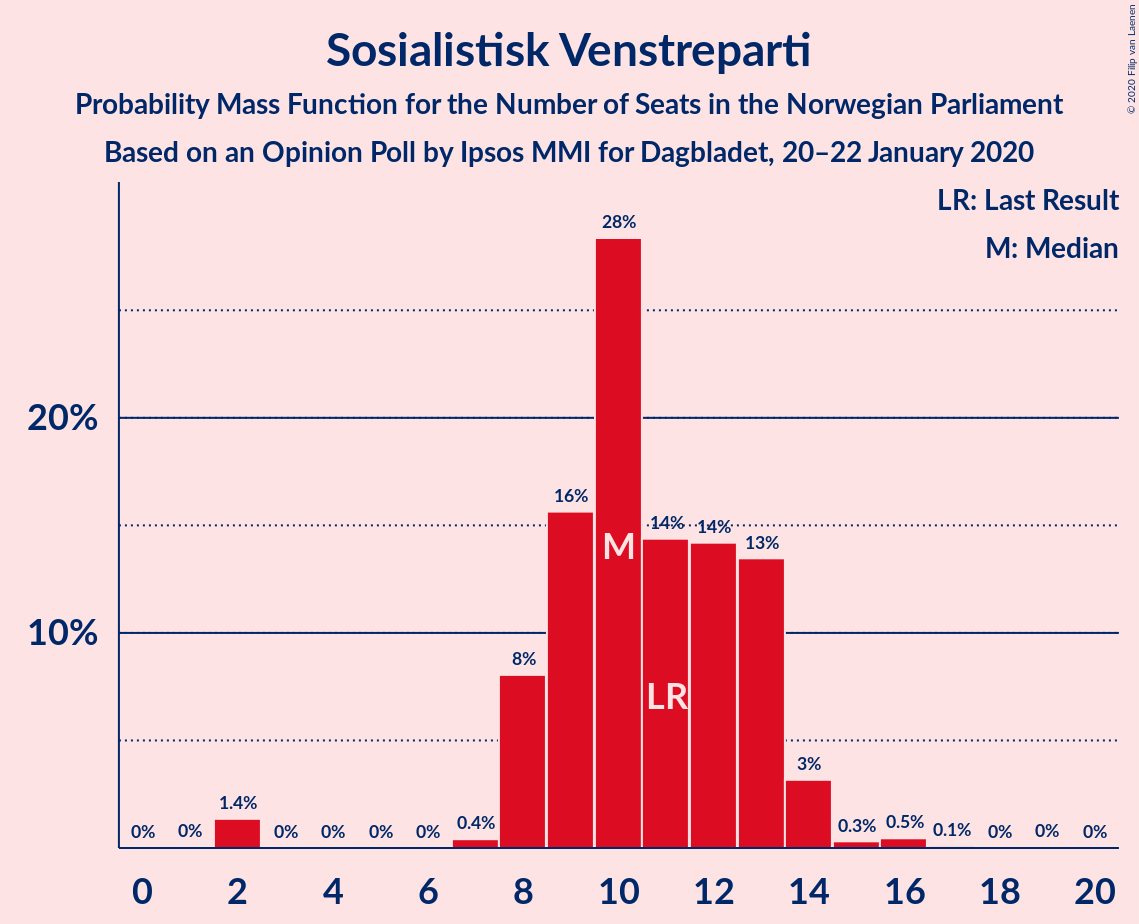 Sosialistisk Venstreparti
Probability Mass Function for the Number of Seats in the Norwegian Parliament
Based on an Opinion Poll by Ipsos MMI for Dagbladet, 20–22 January 2020
© 2020 Filip van Laenen
LR: Last Result
M: Median
28%
20%
16%
14%
14%
13%
M
10%
8%
LR
3%
1.4%
0% 0% 0% 0% 0% 0% 0.4% 0.3% 0.5% 0.1% 0% 0% 0%
0 2 4 6 8 10 12 14 16 18 20